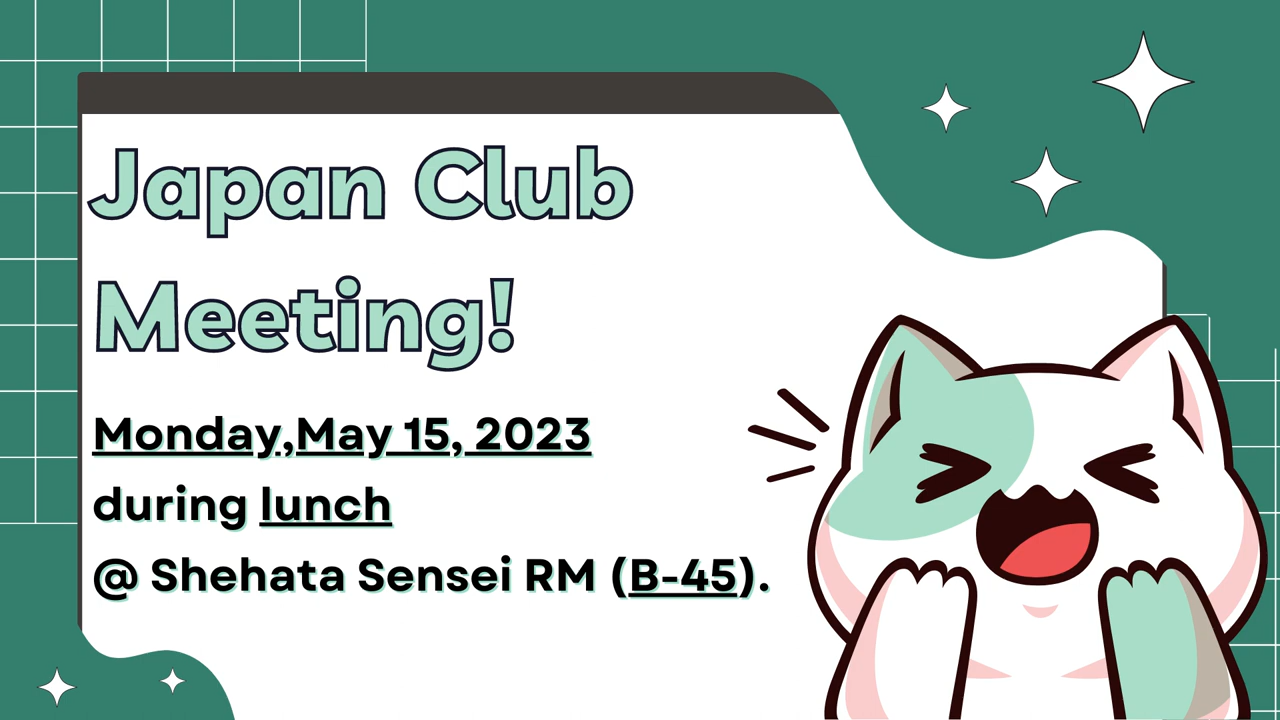 Japan Club
Meeting!
Monday,May 15, 2023
during lunch
@ Shehata Sensei RM (B-45).